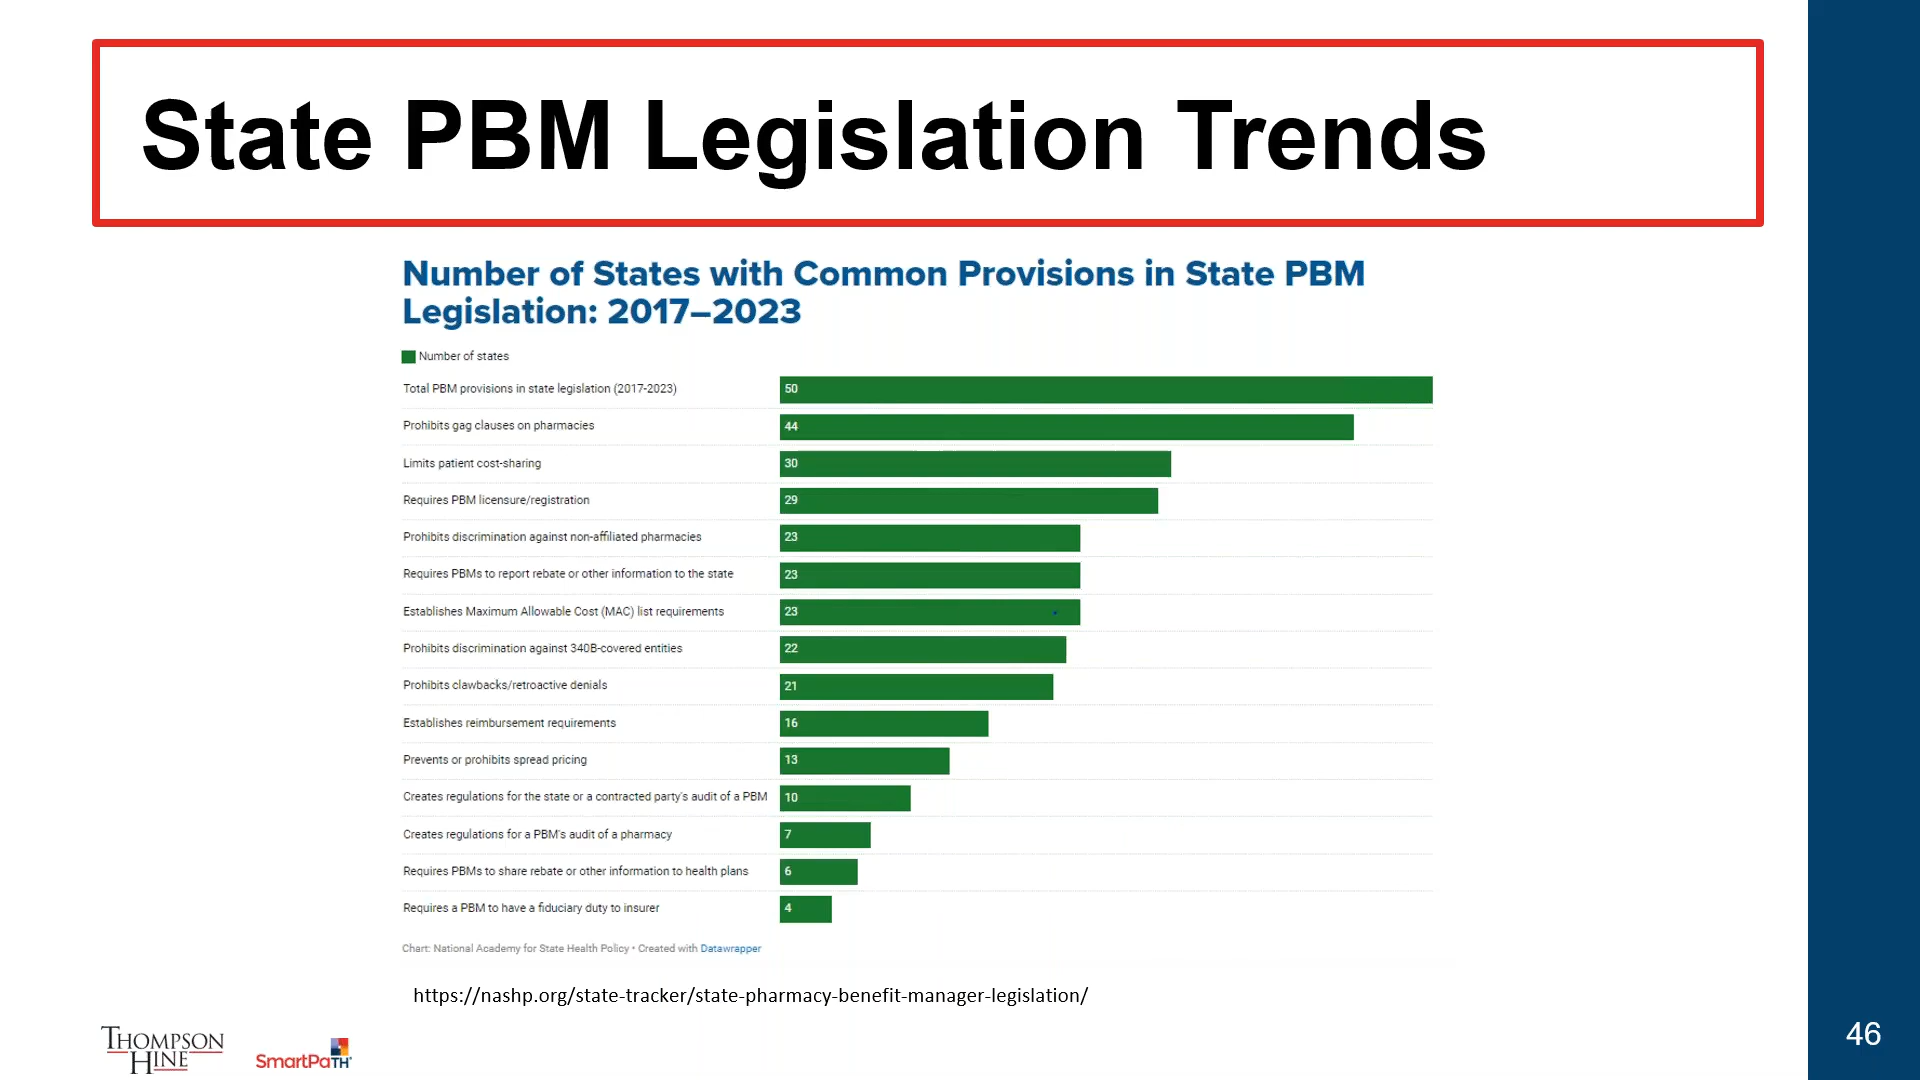 State PBM Legislation Trends
Number of States with Common Provisions in State PBM
Legislation: 2017–2023
Number of states
Total PBM provisions in state legislation (2017-2023) 50
Prohibits gag clauses on pharmacies 44
Limits patient cost-sharing 30
Requires PBM licensure/registration 29
Prohibits discrimination against non-affiliated pharmacies 23
Requires PBMs to report rebate or other information to the state 23
Establishes Maximum Allowable Cost (MAC) list requirements 23
Prohibits discrimination against 340B-covered entities 22
Prohibits clawbacks/retroactive denials 21
Establishes reimbursement requirements 16
Prevents or prohibits spread pricing 13
Creates regulations for the state or a contracted party's audit of a PBM 10
Creates regulations for a PBM's audit of a pharmacy 7
Requires PBMs to share rebate or other information to health plans 6
Requires a PBM to have a fiduciary duty to insurer 4
Chart: National Academy for State Health Policy • Created with Datawrapper
https://nashp.org/state-tracker/state-pharmacy-benefit-manager-legislation/
THOMPSON
HINE
SmartPaTH
46